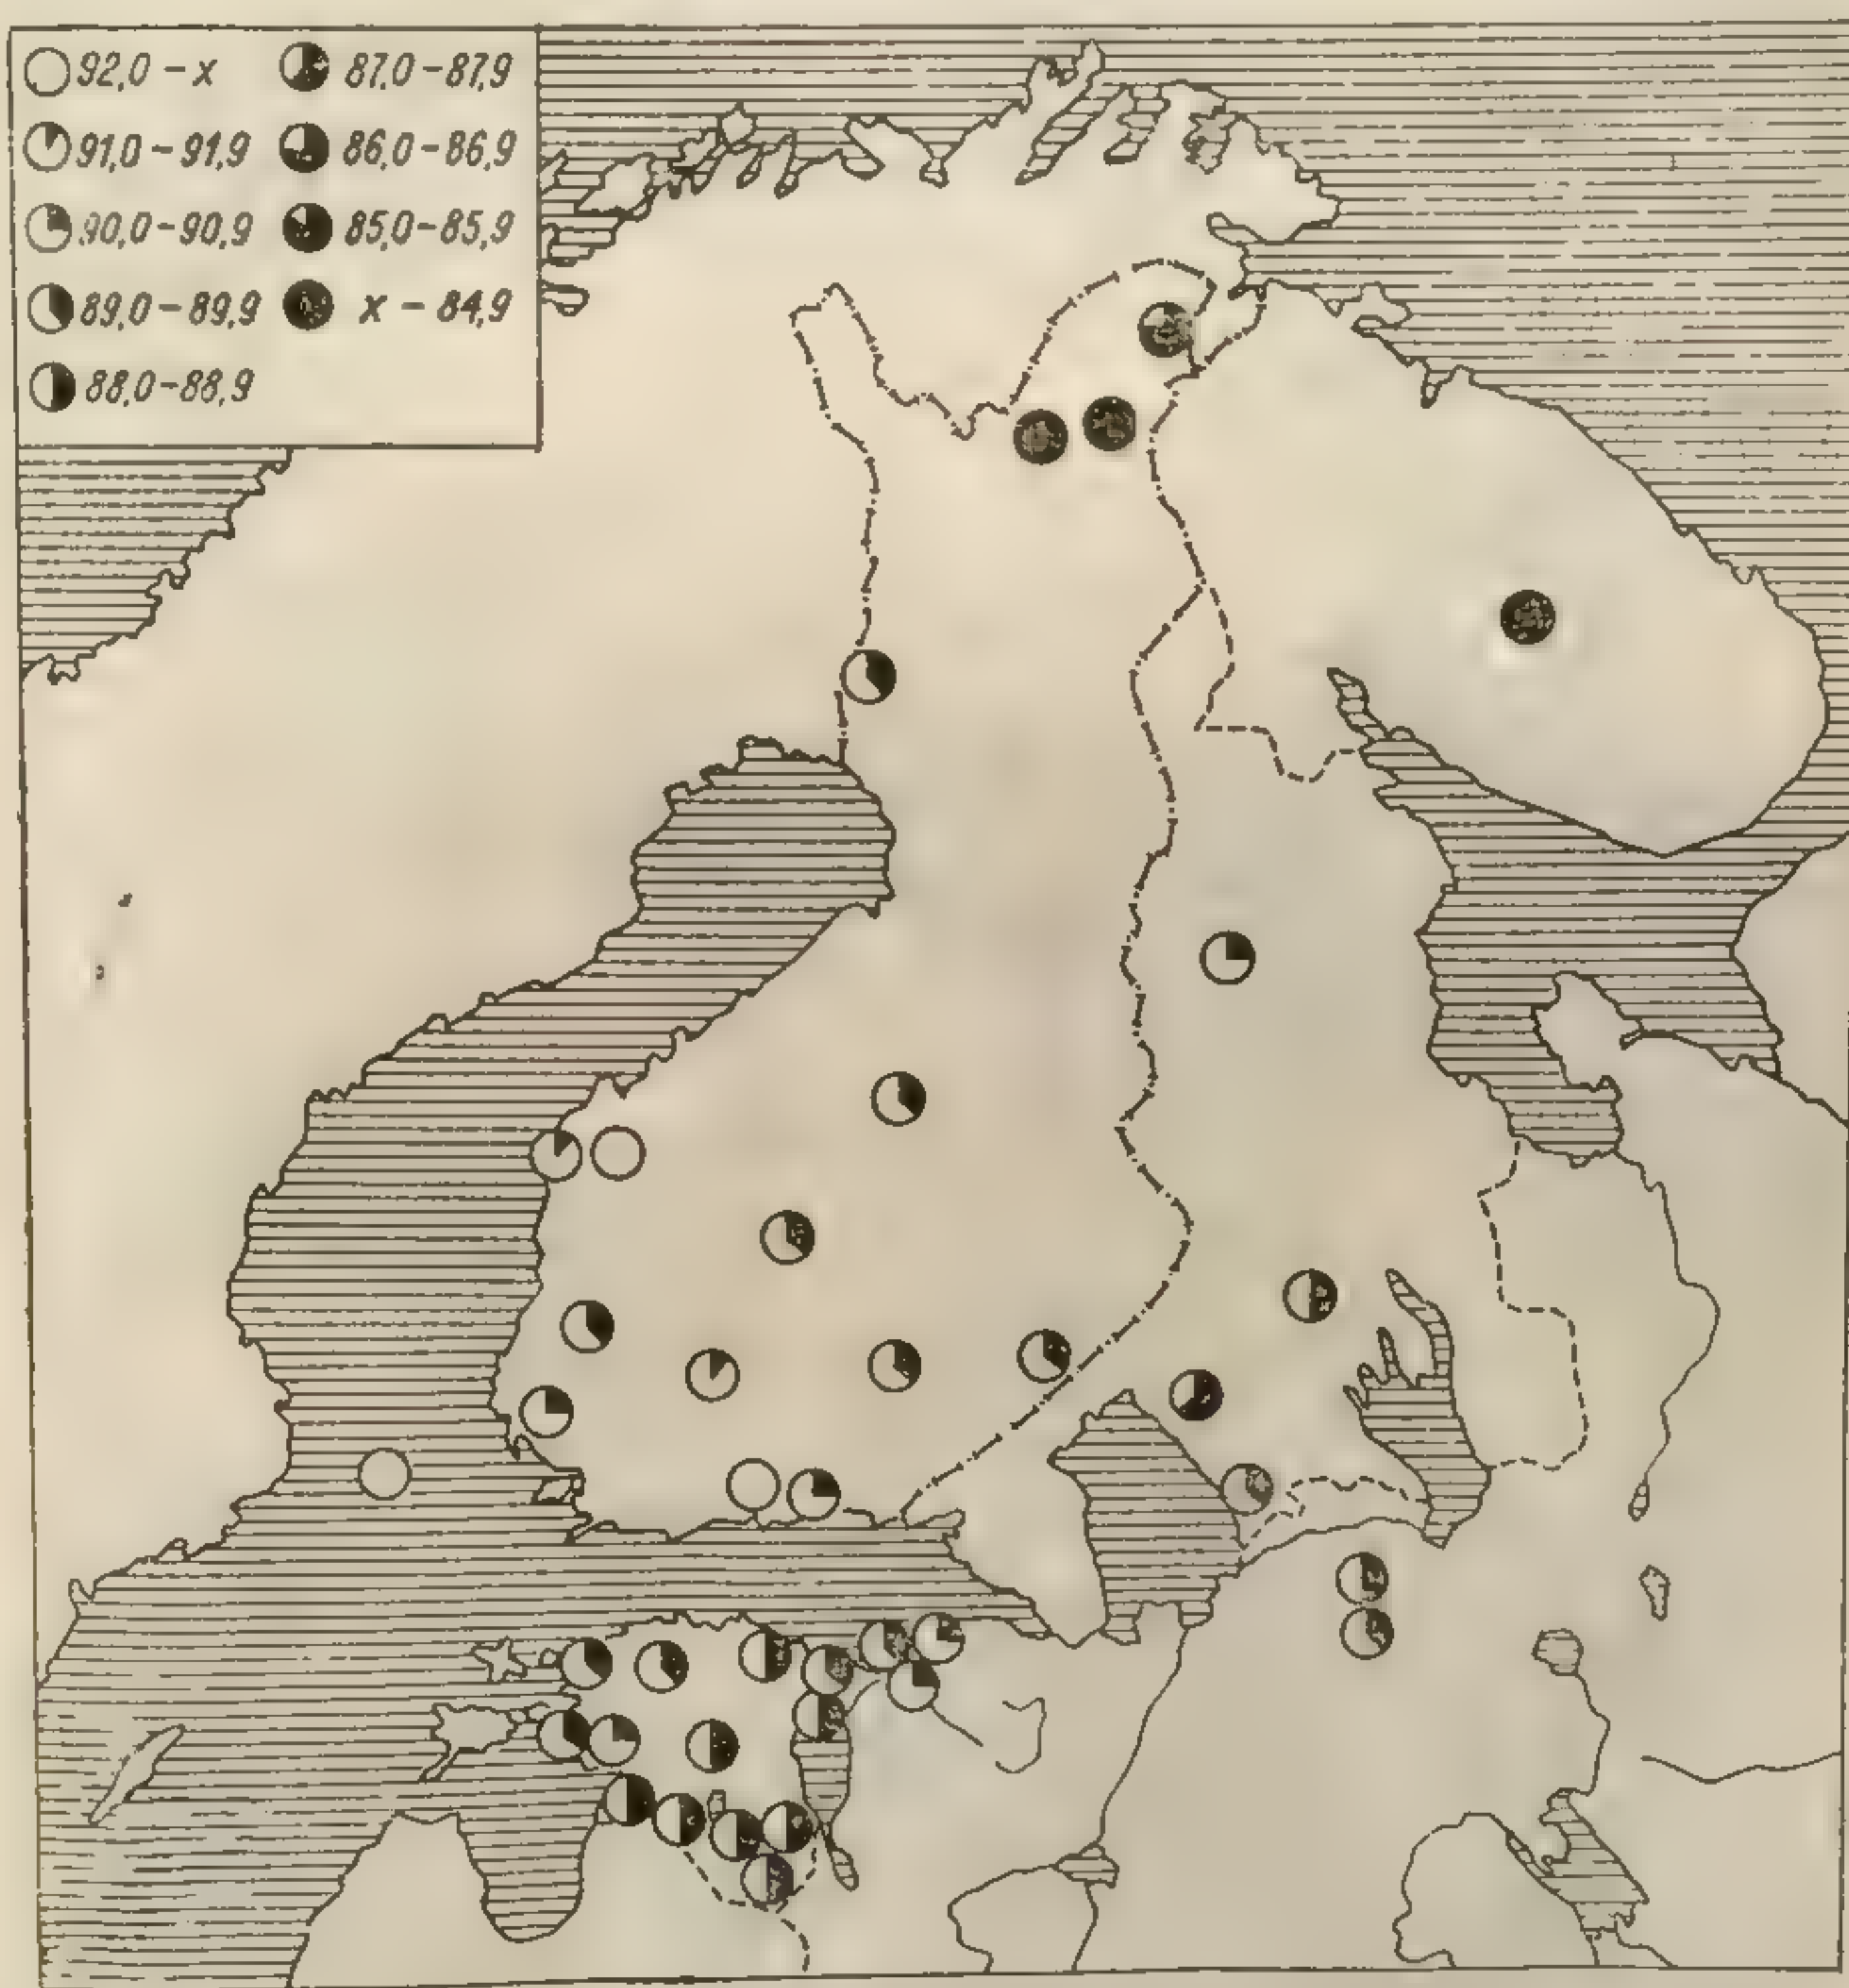 92,0 – x
91,0 – 91,9
90,0 – 90,9
89,0 – 89,9
88,0 – 88,9
87,0 – 87,9
86,0 – 86,9
85,0 – 85,9
x – 84,9